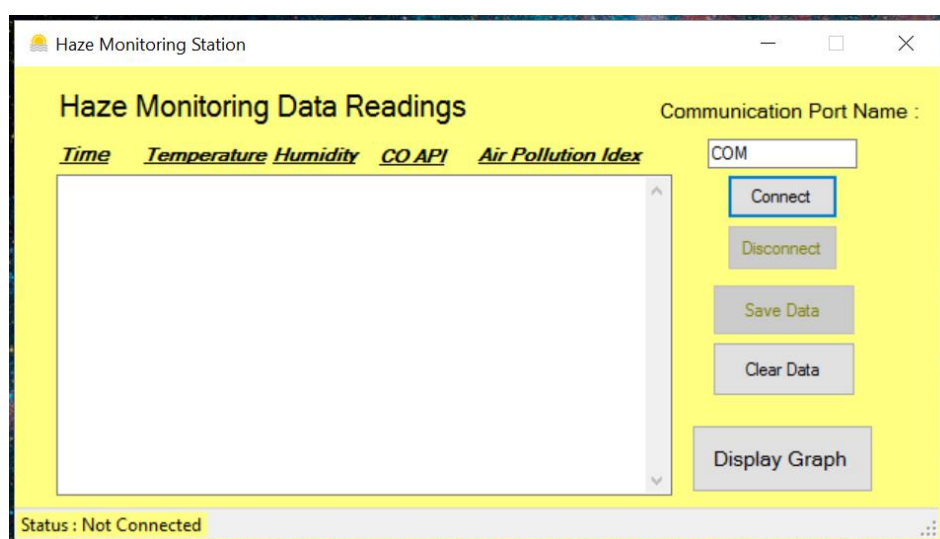 Haze Monitoring Station
Haze Monitoring Data Readings
Communication Port Name :
Time Temperature Humidity CO API Air Pollution Idex
COM
Connect
Disconnect
Save Data
Clear Data
Display Graph
Status : Not Connected